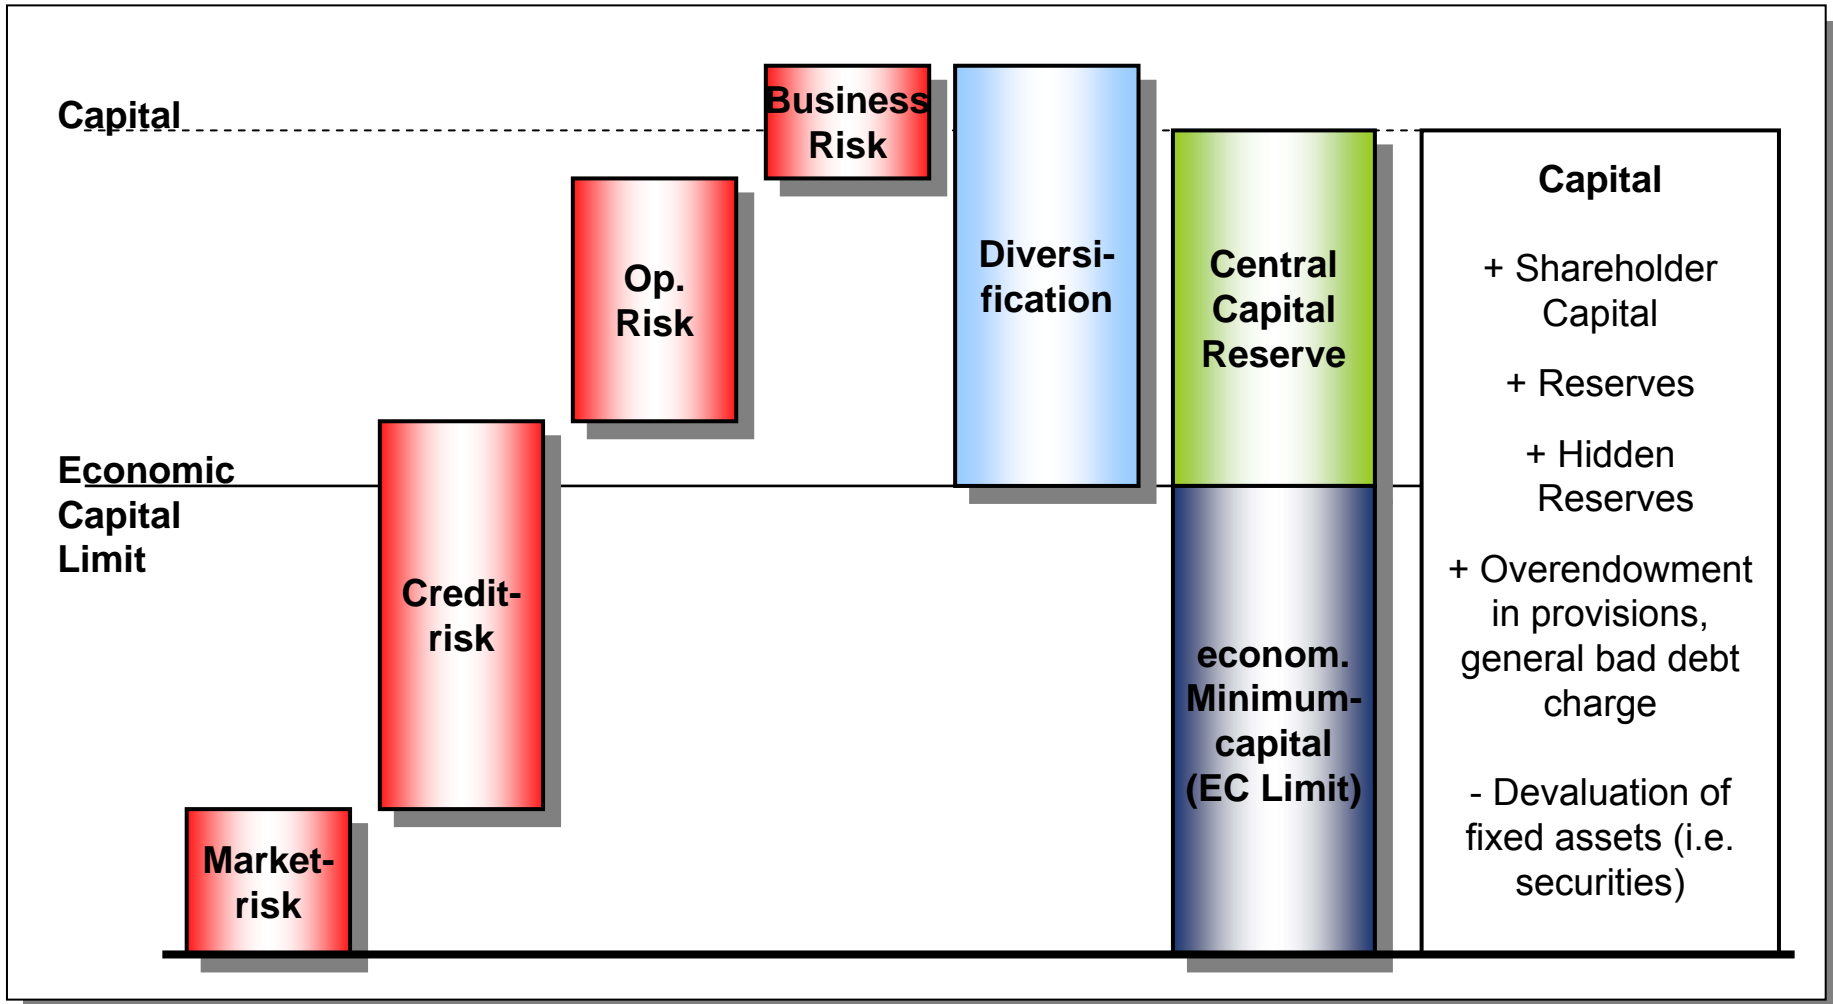 Capital
Economic
Capital
Limit
Market-
risk
Credit-
risk
Op.
Risk
Business
Risk
Diversi-
fication
Central
Capital
Reserve
econom.
Minimum-
capital
(EC Limit)
Capital
+ Shareholder
Capital
+ Reserves
+ Hidden
Reserves
+ Overendowment
in provisions,
general bad debt
charge
- Devaluation of
fixed assets (i.e.
securities)